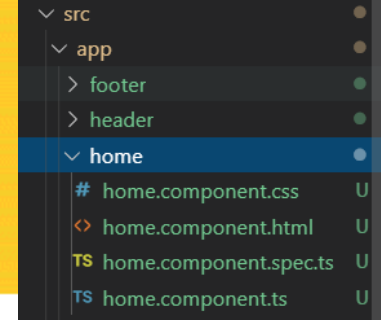 src
app
footer
header
home
# home.component.css U
<> home.component.html U
TS home.component.spec.ts U
TS home.component.ts U